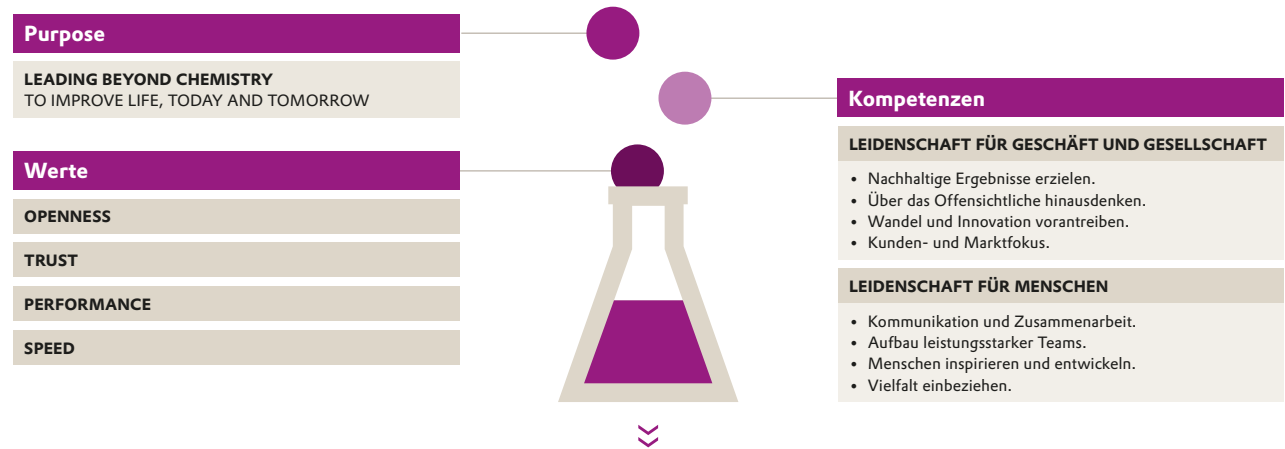 Purpose
LEADING BEYOND CHEMISTRY
TO IMPROVE LIFE, TODAY AND TOMORROW
Werte
OPENNESS
TRUST
PERFORMANCE
SPEED
Kompetenzen
LEIDENSCHAFT FÜR GESCHÄFT UND GESELLSCHAFT
• Nachhaltige Ergebnisse erzielen.
• Über das Offensichtliche hinausdenken.
• Wandel und Innovation vorantreiben.
• Kunden- und Marktfokus.
LEIDENSCHAFT FÜR MENSCHEN
• Kommunikation und Zusammenarbeit.
• Aufbau leistungsstarker Teams.
• Menschen inspirieren und entwickeln.
• Vielfalt einbeziehen.